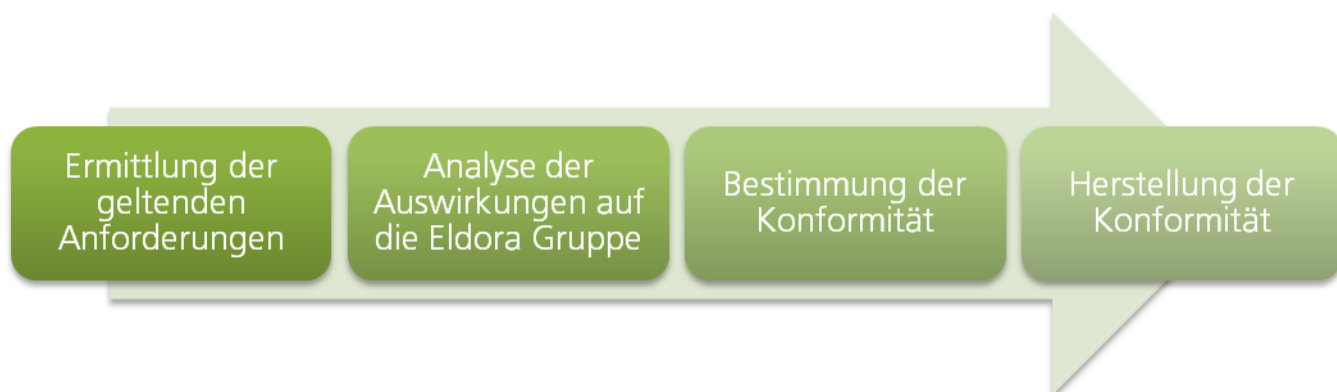 Ermittlung der
geltenden
Anforderungen
Analyse der
Auswirkungen auf
die Eldora Gruppe
Bestimmung der
Konformität
Herstellung der
Konformität